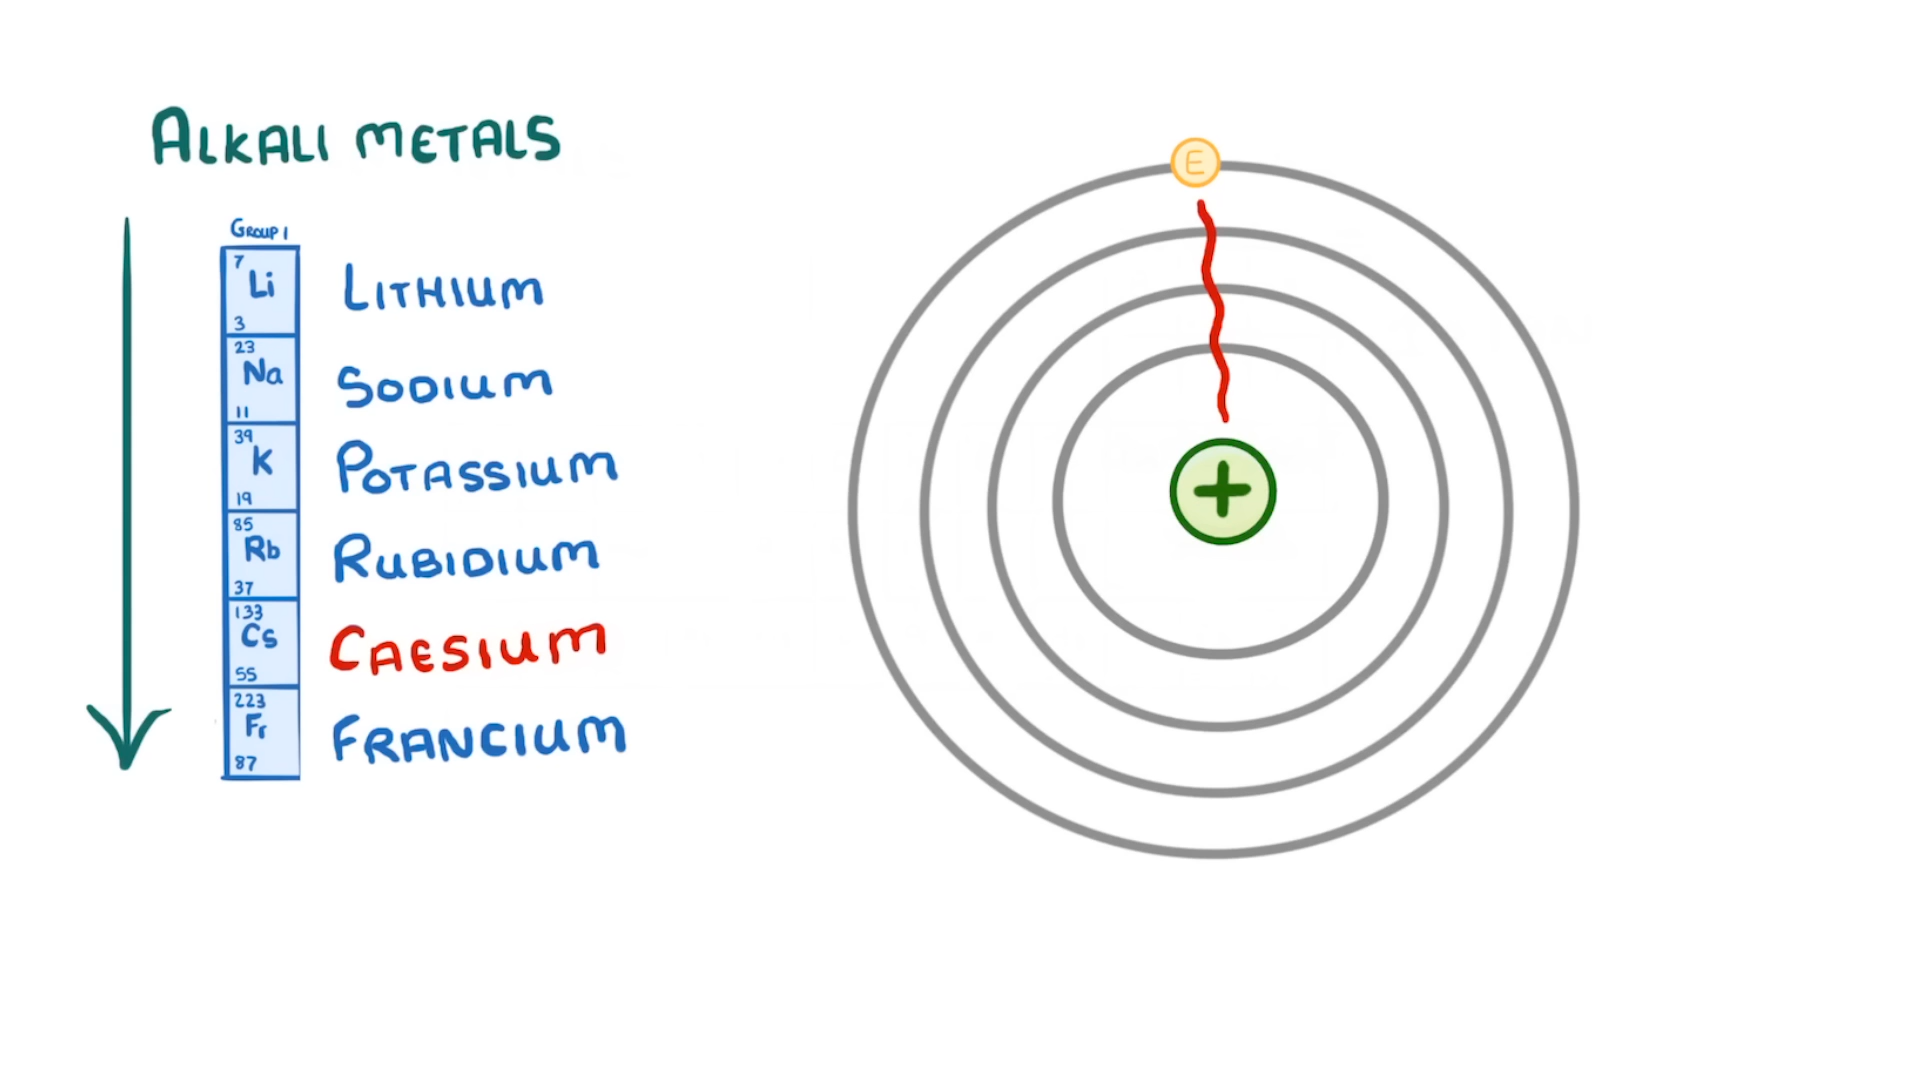 ALKALI METALS
GROUP 1
7
Li
3
LITHIUM
23
Na
11
SODIUM
39
K
19
POTASSIUM
85
Rb
37
RUBIDIUM
133
Cs
55
CAESIUM
223
Fr
87
FRANCIUM
E
+